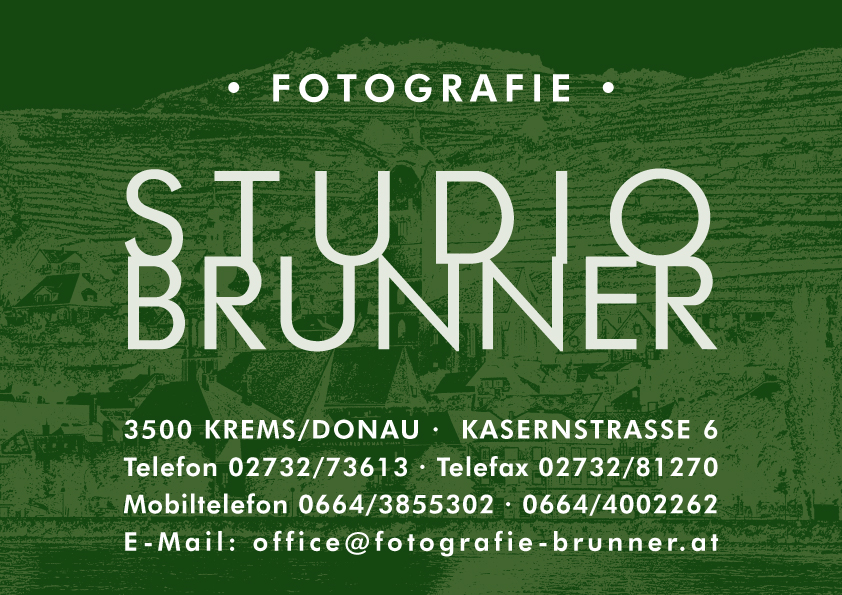 • FOTOGRAFIE •
STUDIO
BRUNNER
3500 KREMS/DONAU · KASERNSTRASSE 6
Telefon 02732/73613 · Telefax 02732/81270
Mobiltelefon 0664/3855302 · 0664/4002262
E-Mail: office@fotografie-brunner.at